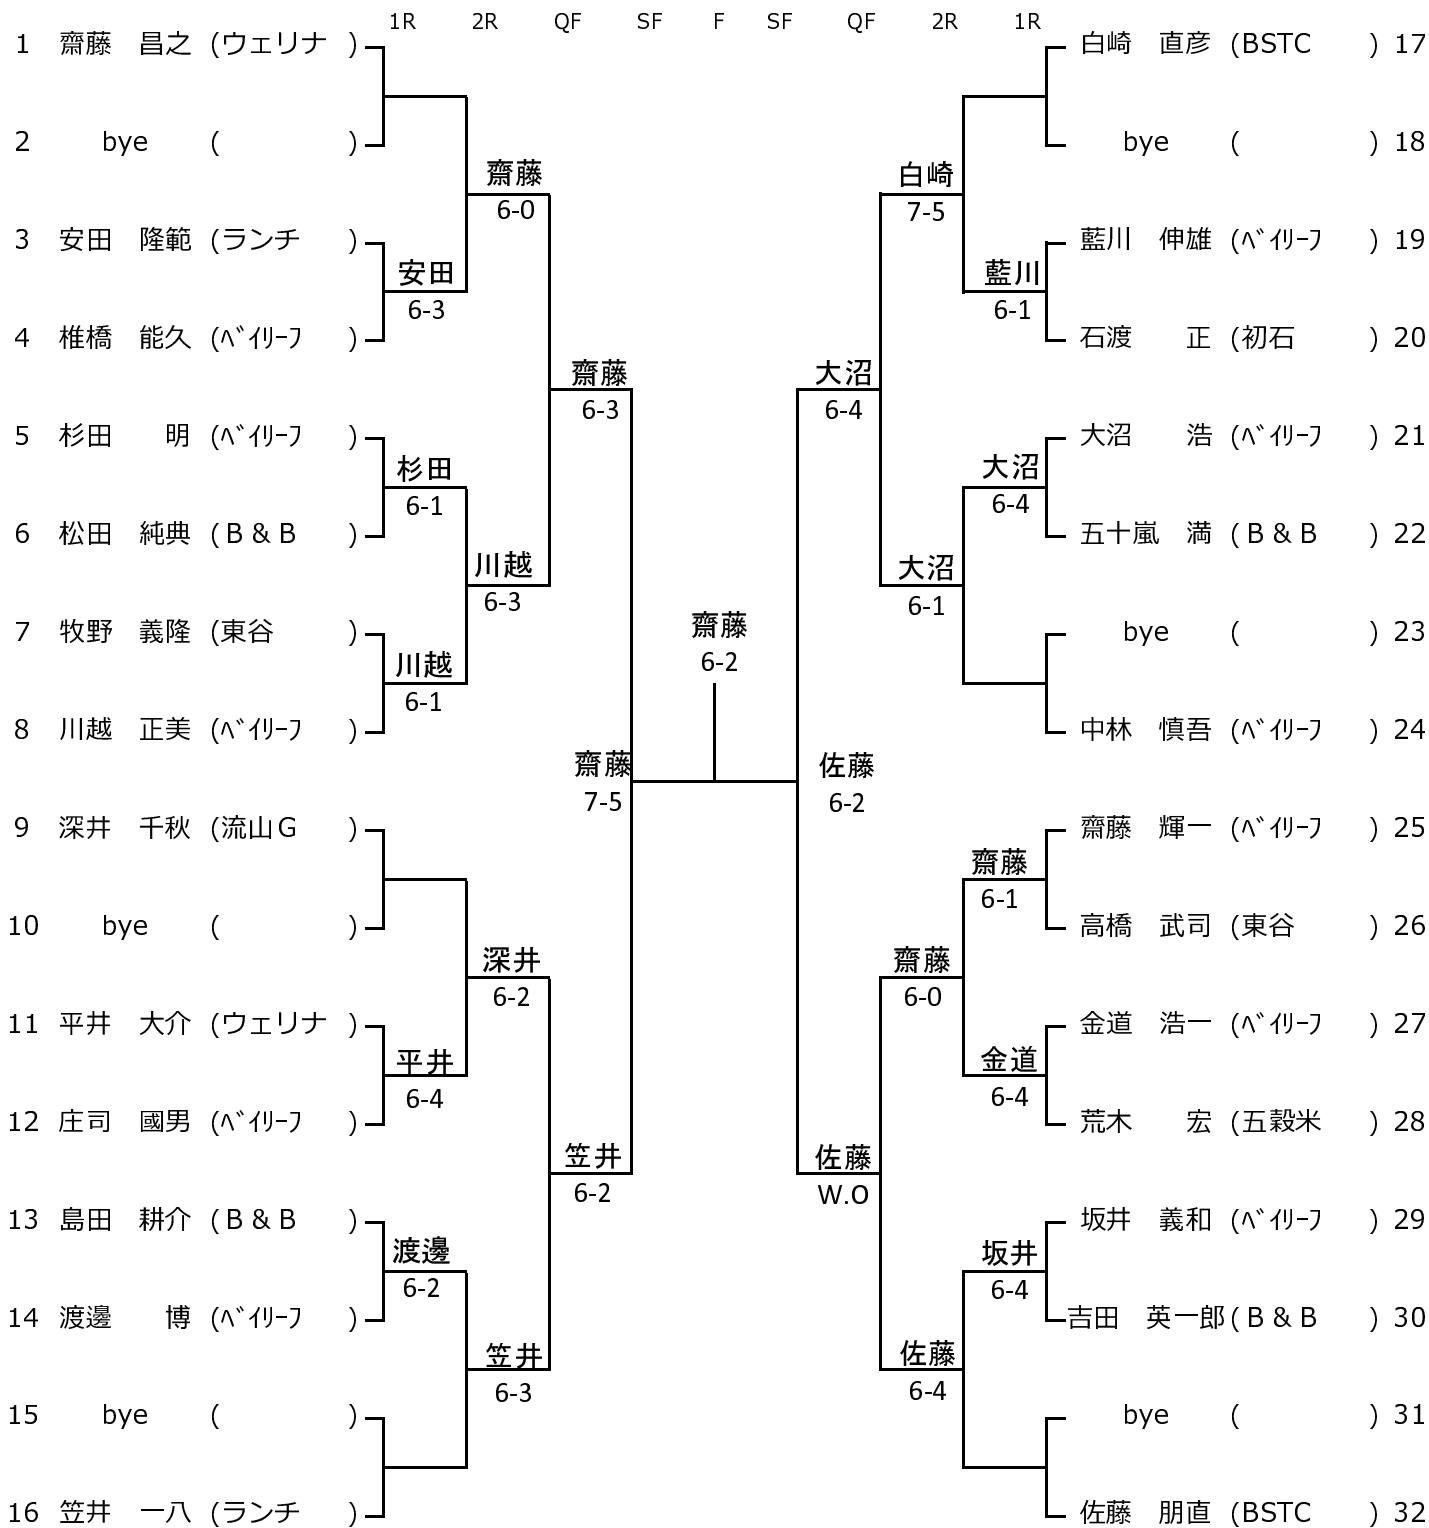 1R 2R QF SF F SF QF 2R 1R
1 齋藤 昌之 (ウェリナ ) 白崎 直彦 (BSTC ) 17
2 bye ( ) bye ( ) 18
齋藤 白崎
6-0 7-5
3 安田 隆範 (ランチ ) 藍川 伸雄 (ﾍﾞｲﾘｰﾌ ) 19
安田 藍川
6-3 6-1
4 椎橋 能久 (ﾍﾞｲﾘｰﾌ ) 石渡 正 (初石 ) 20
齋藤 大沼
6-3 6-4
5 杉田 明 (ﾍﾞｲﾘｰﾌ ) 大沼 浩 (ﾍﾞｲﾘｰﾌ ) 21
杉田 大沼
6-1 6-4
6 松田 純典 (Ｂ＆Ｂ ) 五十嵐 満 (Ｂ＆Ｂ ) 22
川越 大沼
6-3 6-1
齋藤
7 牧野 義隆 (東谷 ) bye ( ) 23
6-2
川越
6-1
8 川越 正美 (ﾍﾞｲﾘｰﾌ ) 中林 慎吾 (ﾍﾞｲﾘｰﾌ ) 24
齋藤 佐藤
7-5 6-2
9 深井 千秋 (流山Ｇ ) 齋藤 輝一 (ﾍﾞｲﾘｰﾌ ) 25
齋藤
6-1
10 bye ( ) 高橋 武司 (東谷 ) 26
深井 齋藤
6-2 6-0
11 平井 大介 (ウェリナ ) 金道 浩一 (ﾍﾞｲﾘｰﾌ ) 27
平井 金道
6-4 6-4
12 庄司 國男 (ﾍﾞｲﾘｰﾌ ) 荒木 宏 (五穀米 ) 28
笠井 佐藤
6-2 W.O
13 島田 耕介 (Ｂ＆Ｂ ) 坂井 義和 (ﾍﾞｲﾘｰﾌ ) 29
渡邊 坂井
6-2 6-4
14 渡邊 博 (ﾍﾞｲﾘｰﾌ ) 吉田 英一郎 (Ｂ＆Ｂ ) 30
笠井 佐藤
6-3 6-4
15 bye ( ) bye ( ) 31
16 笠井 一八 (ランチ ) 佐藤 朋直 (BSTC ) 32